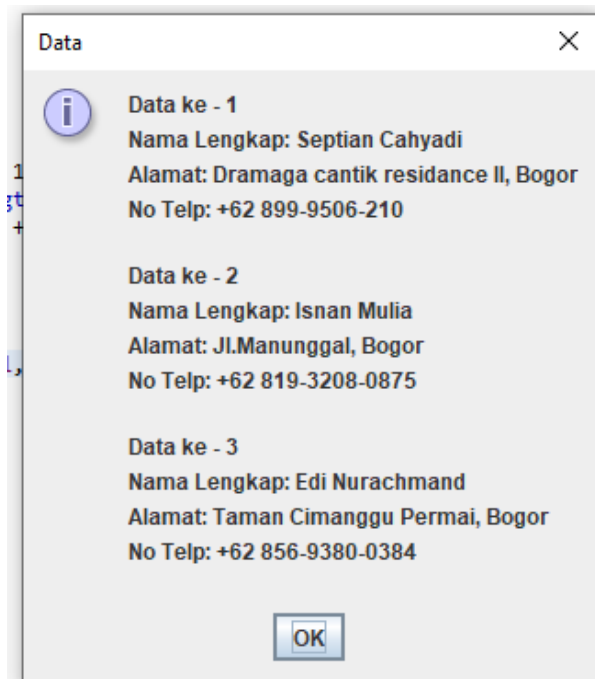 Data
Data ke - 1
Nama Lengkap: Septian Cahyadi
Alamat: Dramaga cantik residance II, Bogor
No Telp: +62 899-9506-210
Data ke - 2
Nama Lengkap: Isnan Mulia
Alamat: Jl.Manunggal, Bogor
No Telp: +62 819-3208-0875
Data ke - 3
Nama Lengkap: Edi Nurachmand
Alamat: Taman Cimanggu Permai, Bogor
No Telp: +62 856-9380-0384
OK